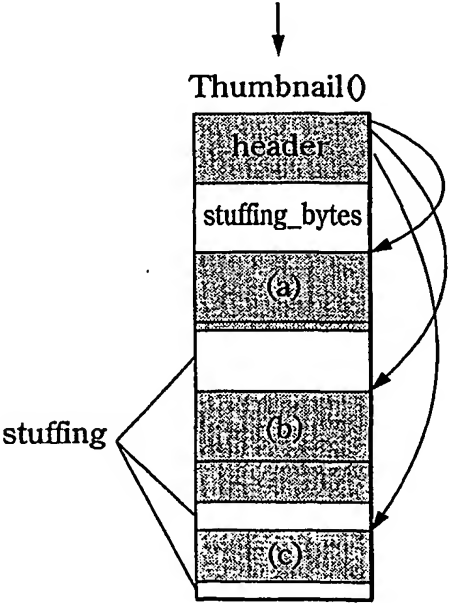 Thumbnail()
header
stuffing_bytes
(a)
stuffing
(b)
(c)